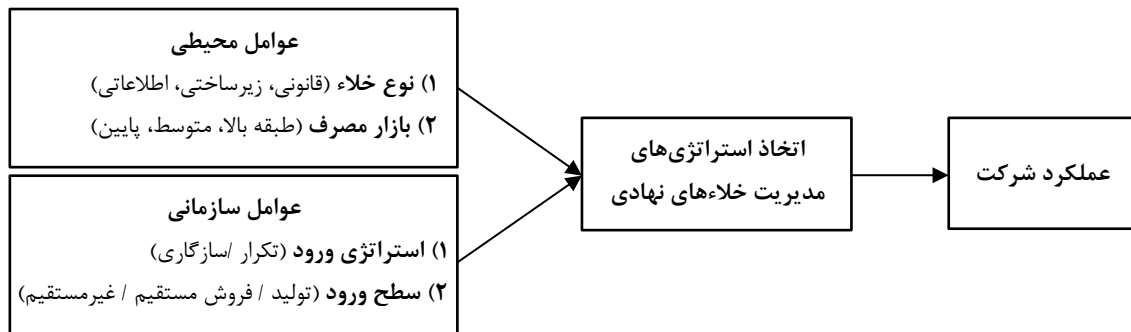 عوامل محیطی
۱) نوع خلاء (قانونی، زیرساختی، اطلاعاتی)
۲) بازار مصرف (طبقه بالا، متوسط، پایین)
عوامل سازمانی
۱) استراتژی ورود (تکرار /سازگاری)
۲) سطح ورود (تولید / فروش مستقیم / غیرمستقیم)
اتخاذ استراتژی‌های
مدیریت خلاءهای نهادی
عملکرد شرکت